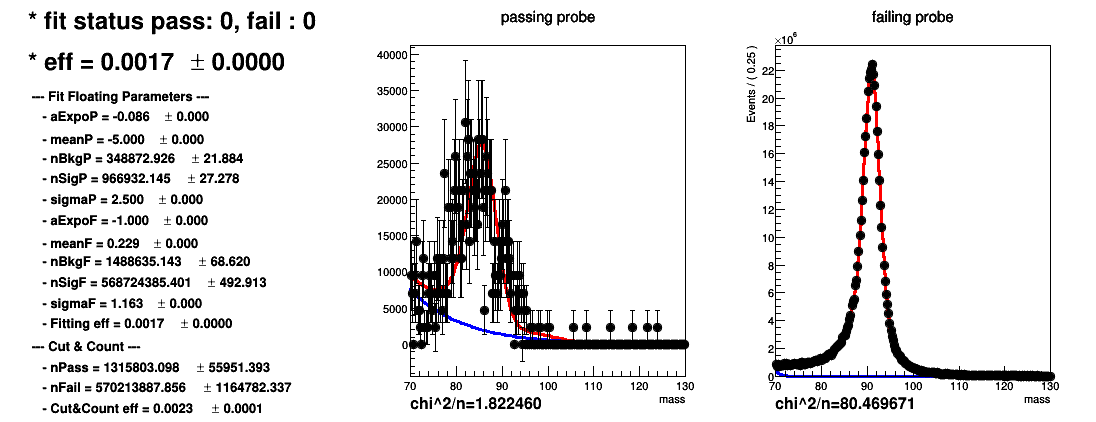 * fit status pass: 0, fail : 0
* eff = 0.0017 ± 0.0000
--- Fit Floating Parameters ---
- aExpoP = -0.086 ± 0.000
- meanP = -5.000 ± 0.000
- nBkgP = 348872.926 ± 21.884
- nSigP = 966932.145 ± 27.278
- sigmaP = 2.500 ± 0.000
- aExpoF = -1.000 ± 0.000
- meanF = 0.229 ± 0.000
- nBkgF = 1488635.143 ± 68.620
- nSigF = 568724385.401 ± 492.913
- sigmaF = 1.163 ± 0.000
- Fitting eff = 0.0017 ± 0.0000
--- Cut & Count ---
- nPass = 1315803.098 ± 55951.393
- nFail = 570213887.856 ± 1164782.337
- Cut&Count eff = 0.0023 ± 0.0001
passing probe
40000
35000
30000
25000
20000
15000
10000
5000
0
70 80 90 100 110 120 130
mass
chi^2/n=1.822460
failing probe
×10^6
Events / ( 0.25 )
22
20
18
16
14
12
10
8
6
4
2
0
70 80 90 100 110 120 130
mass
chi^2/n=80.469671